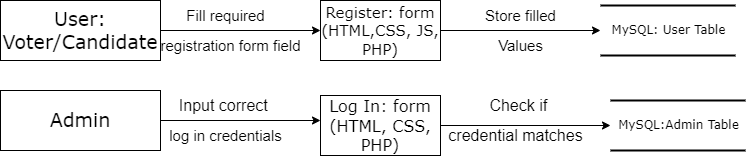 User:
Voter/Candidate
Fill required
registration form field
Register: form
(HTML,CSS, JS,
PHP)
Store filled
Values
MySQL: User Table
Admin
Input correct
log in credentials
Log In: form
(HTML, CSS,
PHP)
Check if
credential matches
MySQL:Admin Table